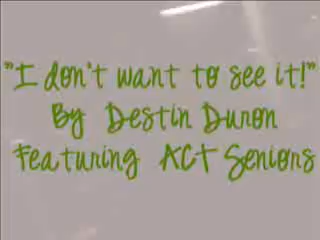 "I don't want to see it!"
By Destin Duron
Featuring ACT Seniors